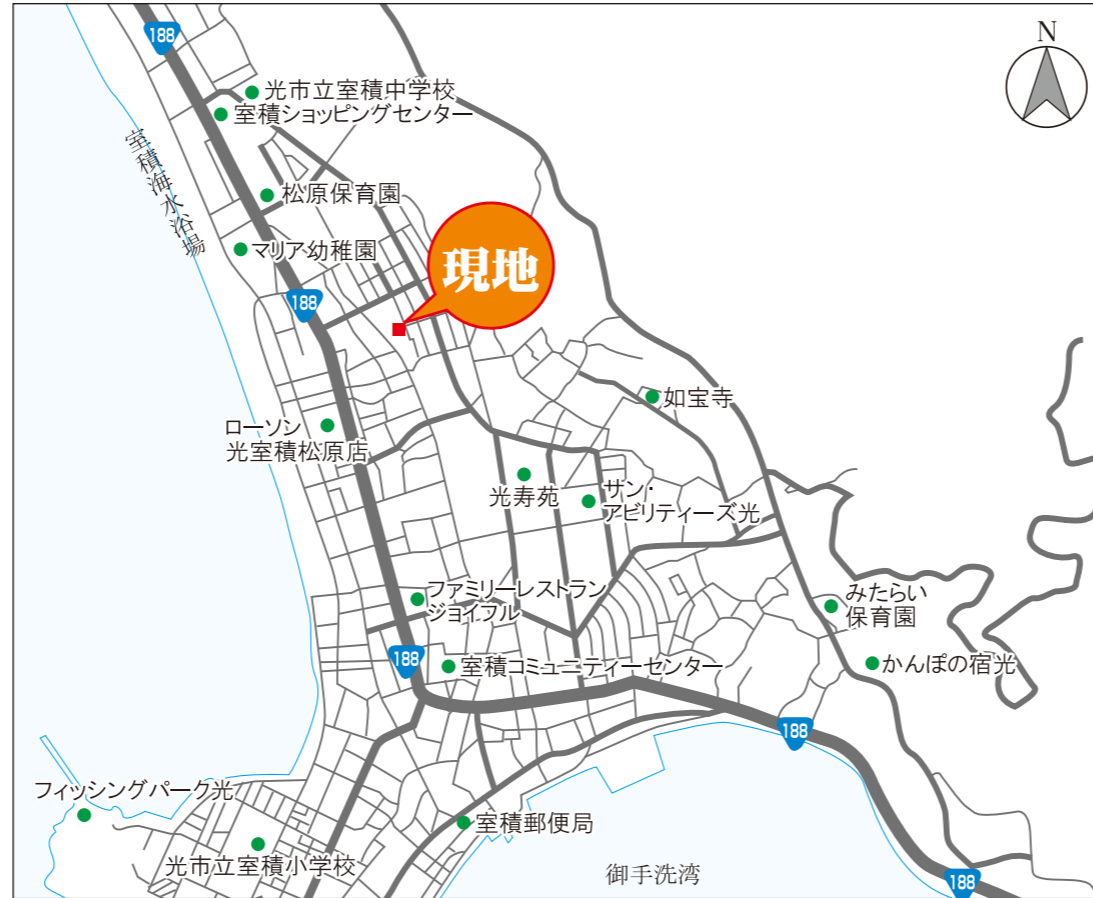 188
N
光市立室積中学校
室積ショッピングセンター
室積海水浴場
松原保育園
マリア幼稚園
現地
188
如宝寺
ローソン
光室積松原店
光寿苑
サン・
アビリティーズ光
ファミリーレストラン
ジョイフル
みたらい
保育園
188
室積コミュニティーセンター
かんぽの宿光
188
フィッシングパーク光
室積郵便局
光市立室積小学校
御手洗湾
188